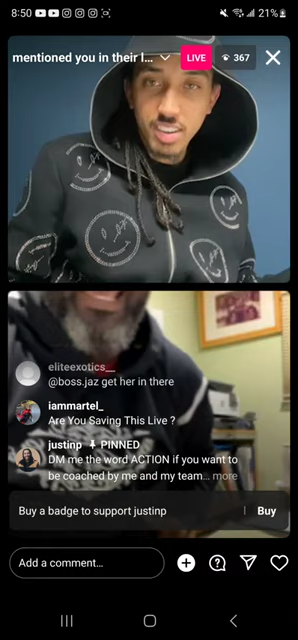 8:50
21%
mentioned you in their l...
LIVE
367
eliteexotics__
@boss.jaz get her in there
iammartel_
Are You Saving This Live ?
justinp PINNED
DM me the word ACTION if you want to
be coached by me and my team... more
Buy a badge to support justinp
Buy
Add a comment...